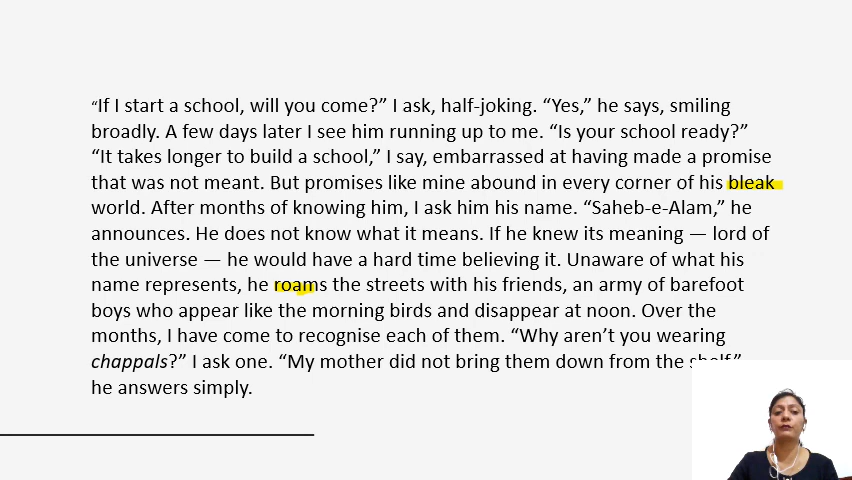 “If I start a school, will you come?” I ask, half-joking. “Yes,” he says, smiling
broadly. A few days later I see him running up to me. “Is your school ready?”
“It takes longer to build a school,” I say, embarrassed at having made a promise
that was not meant. But promises like mine abound in every corner of his bleak
world. After months of knowing him, I ask him his name. “Saheb-e-Alam,” he
announces. He does not know what it means. If he knew its meaning — lord of
the universe — he would have a hard time believing it. Unaware of what his
name represents, he roams the streets with his friends, an army of barefoot
boys who appear like the morning birds and disappear at noon. Over the
months, I have come to recognise each of them. “Why aren’t you wearing
chappals?” I ask one. “My mother did not bring them down from the shelf,”
he answers simply.